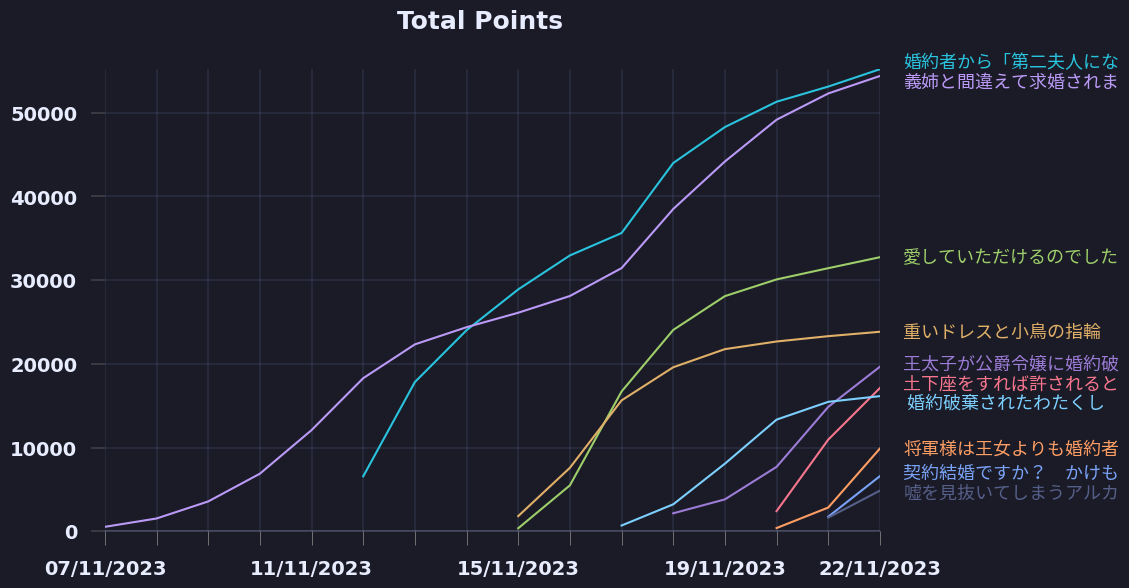 Total Points
婚約者から「第二夫人にな
義姉と間違えて求婚されま
50000
40000
愛していただけるのでした
30000
重いドレスと小鳥の指輪
20000
王太子が公爵令嬢に婚約破
土下座をすれば許されると
婚約破棄されたわたくし
10000
将軍様は王女よりも婚約者
契約結婚ですか？　かけも
嘘を見抜いてしまうアルカ
0
07/11/2023 11/11/2023 15/11/2023 19/11/2023 22/11/2023